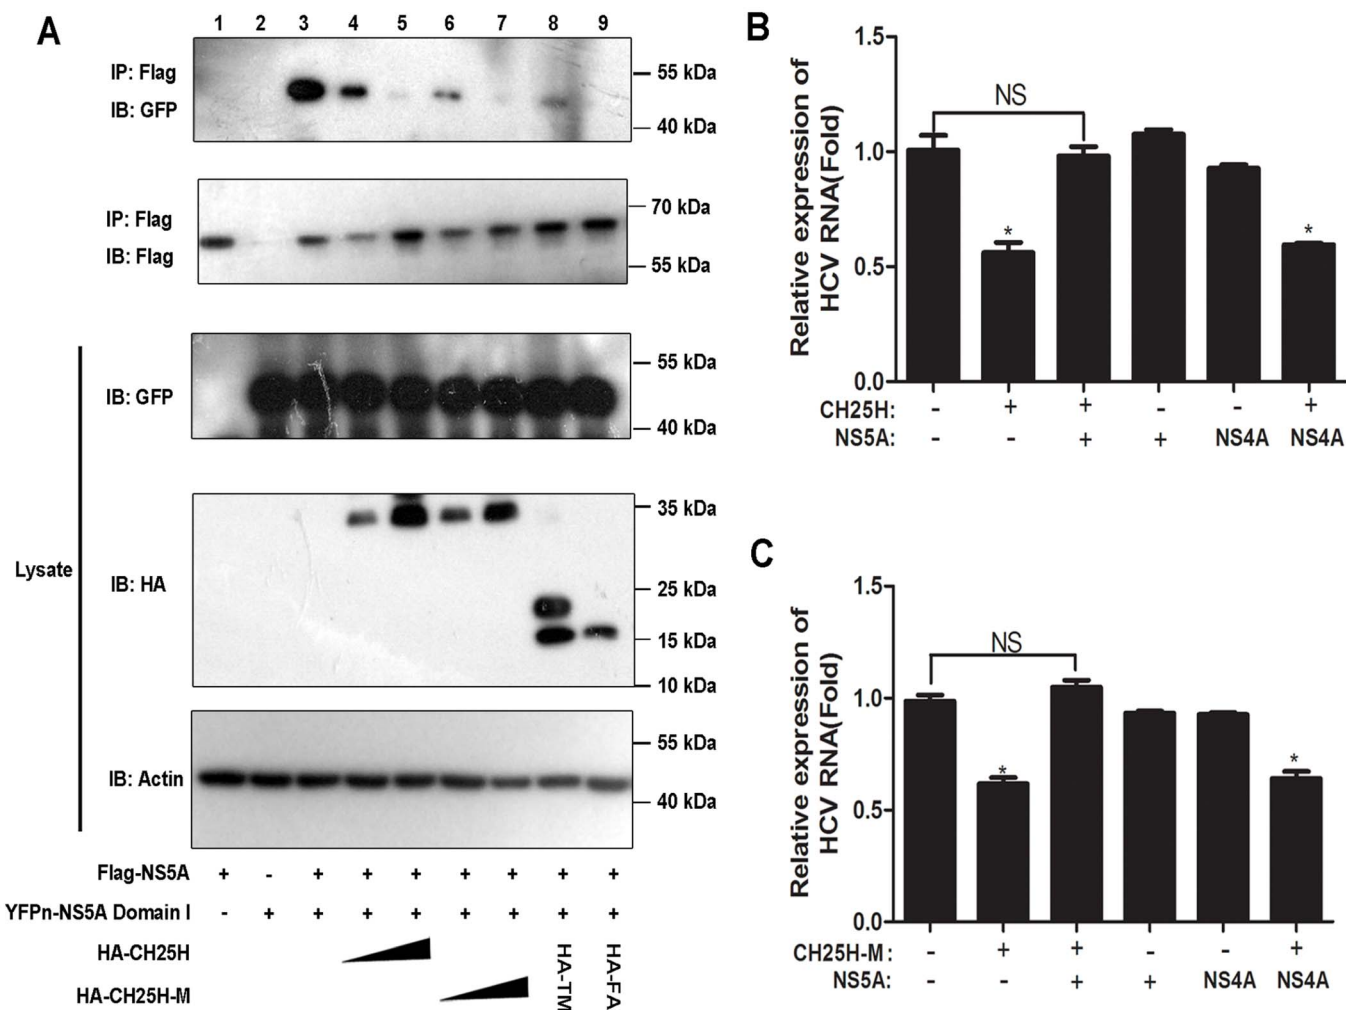 A
1 2 3 4 5 6 7 8 9
IP: Flag
IB: GFP
55 kDa
40 kDa
IP: Flag
IB: Flag
70 kDa
55 kDa
Lysate
IB: GFP
55 kDa
40 kDa
IB: HA
35 kDa
25 kDa
15 kDa
10 kDa
IB: Actin
55 kDa
40 kDa
Flag-NS5A + - + + + + + + +
YFPn-NS5A Domain I - + + + + + + + +
HA-CH25H
HA-CH25H-M
HA-TM
HA-FA
B
Relative expression of
HCV RNA(Fold)
1.5
1.0
0.5
0.0
NS
*
*
CH25H: - + + - - +
NS5A: - - + + NS4A NS4A
C
Relative expression of
HCV RNA(Fold)
1.5
1.0
0.5
0.0
NS
*
*
CH25H-M : - + + - - +
NS5A: - - + + NS4A NS4A